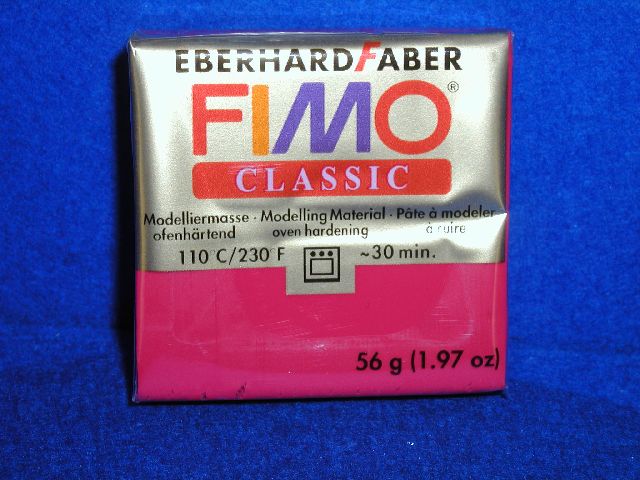 EBERHARDFABER
FIMO®
CLASSIC
Modelliermasse · Modelling Material · Pâte à modeler
ofenhärtend oven hardening à cuire
110 C/230 F ~30 min.
56 g (1.97 oz)